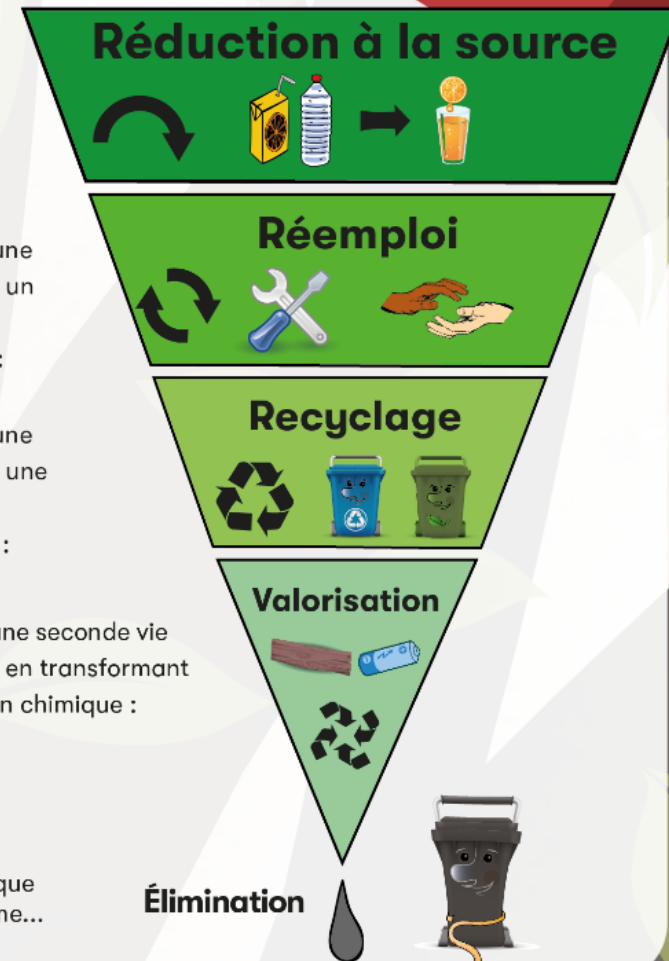 Réduction à la source
Réemploi
une
un
:
Recyclage
une
une
:
Valorisation
une seconde vie
en transformant
n chimique :
Élimination
que
ne...